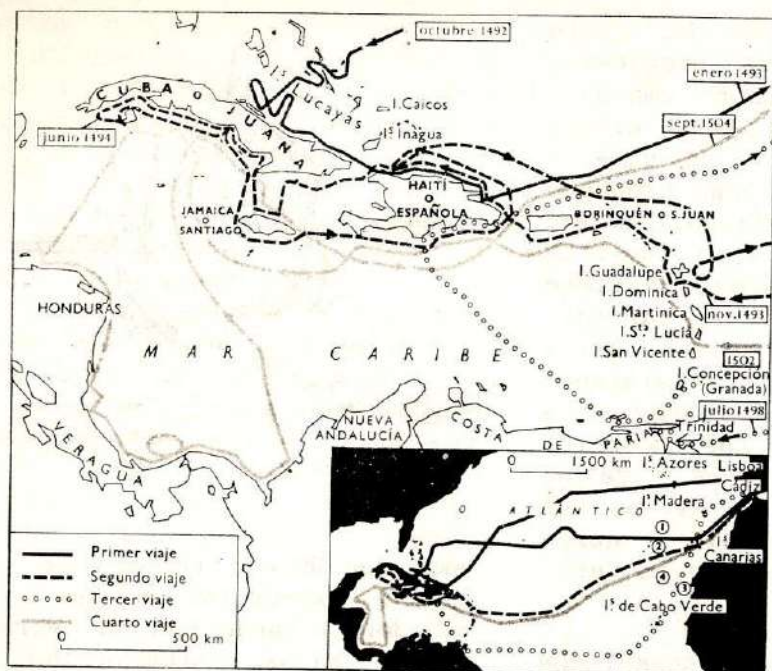 octubre 1492
enero 1493
sept. 1504
Iˢ Lucayas
I. Caicos
Iˢ Inagua
CUBA o JUANA
junio 1494
HAITÍ
o
ESPAÑOLA
BORINQUÉN o S. JUAN
JAMAICA
o
SANTIAGO
I. Guadalupe
I. Dominica
I. Martinica
nov. 1493
I. Sᵗᵃ Lucía
I. San Vicente
1502
I. Concepción
(Granada)
julio 1498
Trinidad
HONDURAS
MAR CARIBE
VERAGUA
NUEVA
ANDALUCÍA
COSTA DE PARIA
0 1500 km
Iˢ Azores
Lisboa
Cádiz
Iˢ Madera
O. ATLÁNTICO
1
2
Iˢ
Canarias
4
3
Iˢ de Cabo Verde
Primer viaje
Segundo viaje
Tercer viaje
Cuarto viaje
0 500 km